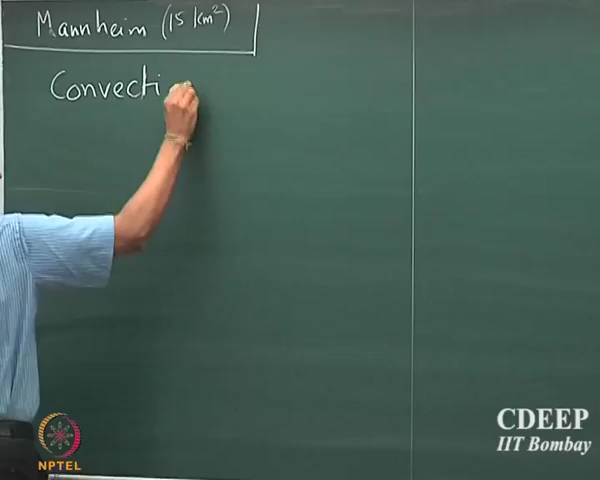 Mannheim (15 km²)
Convecti
CDEEP
IIT Bombay
NPTEL